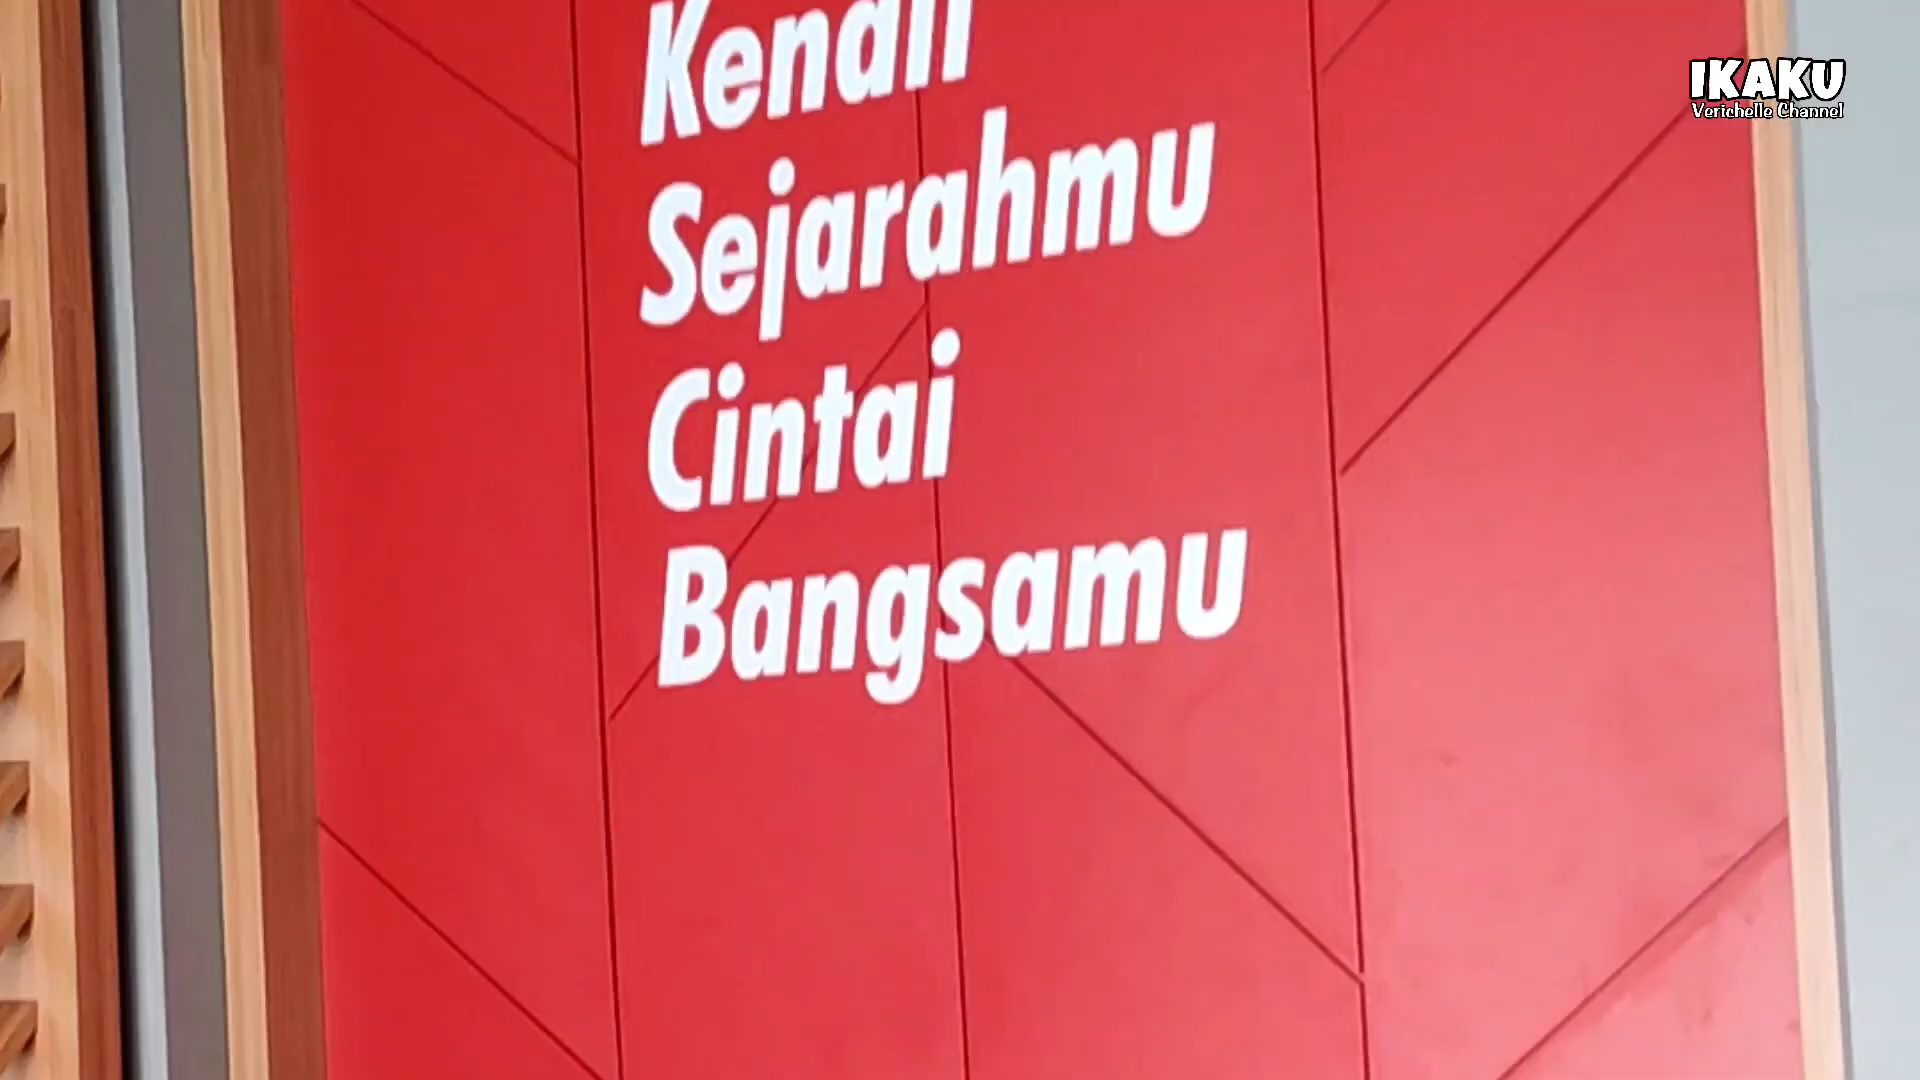 Kenali
Sejarahmu
Cintai
Bangsamu
IKAKU
Verichelle Channel